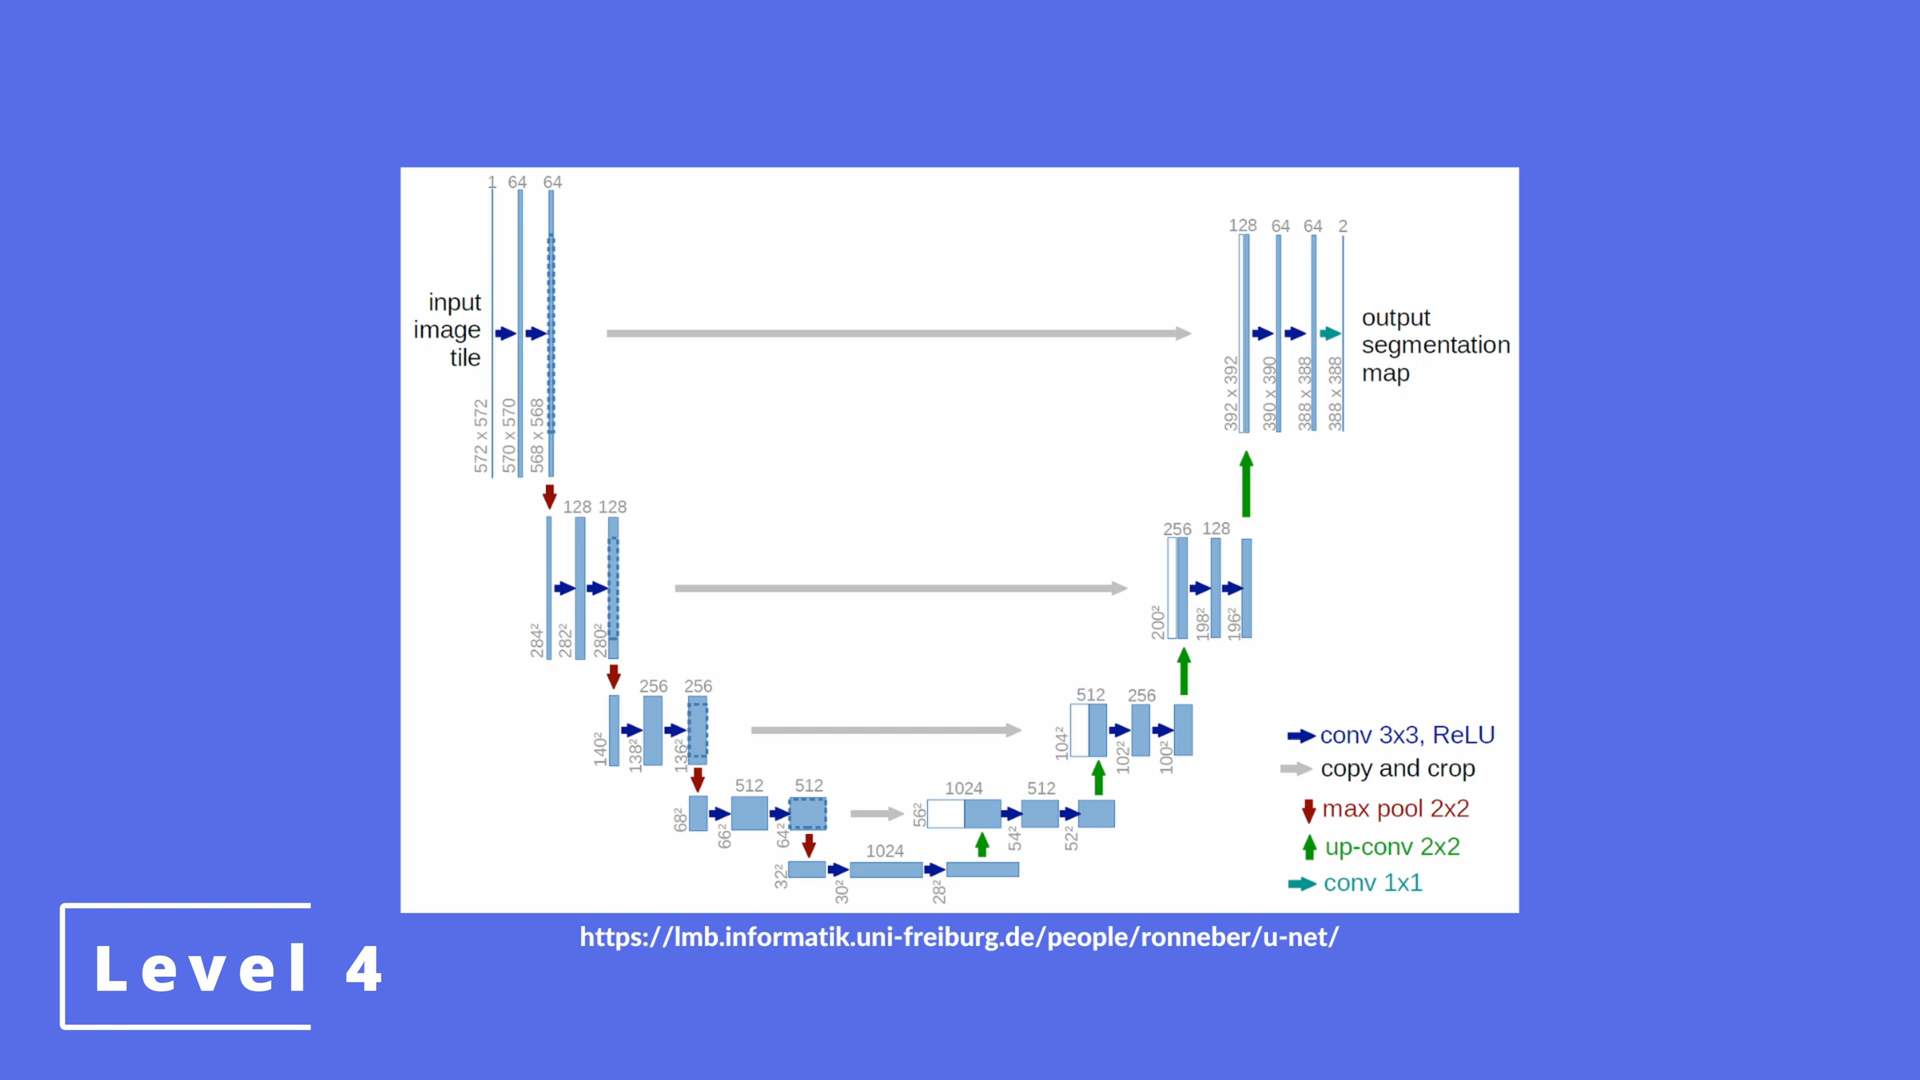 1 64 64
128 64 64 2
input
image
tile
output
segmentation
map
572 x 572
570 x 570
568 x 568
392 x 392
390 x 390
388 x 388
388 x 388
128 128
256 128
284²
282²
280²
200²
198²
196²
256 256
512 256
140²
138²
136²
104²
102²
100²
512 512
1024 512
68²
66²
64²
56²
54²
52²
1024
32²
30²
28²
conv 3x3, ReLU
copy and crop
max pool 2x2
up-conv 2x2
conv 1x1
https://lmb.informatik.uni-freiburg.de/people/ronneber/u-net/
Level 4